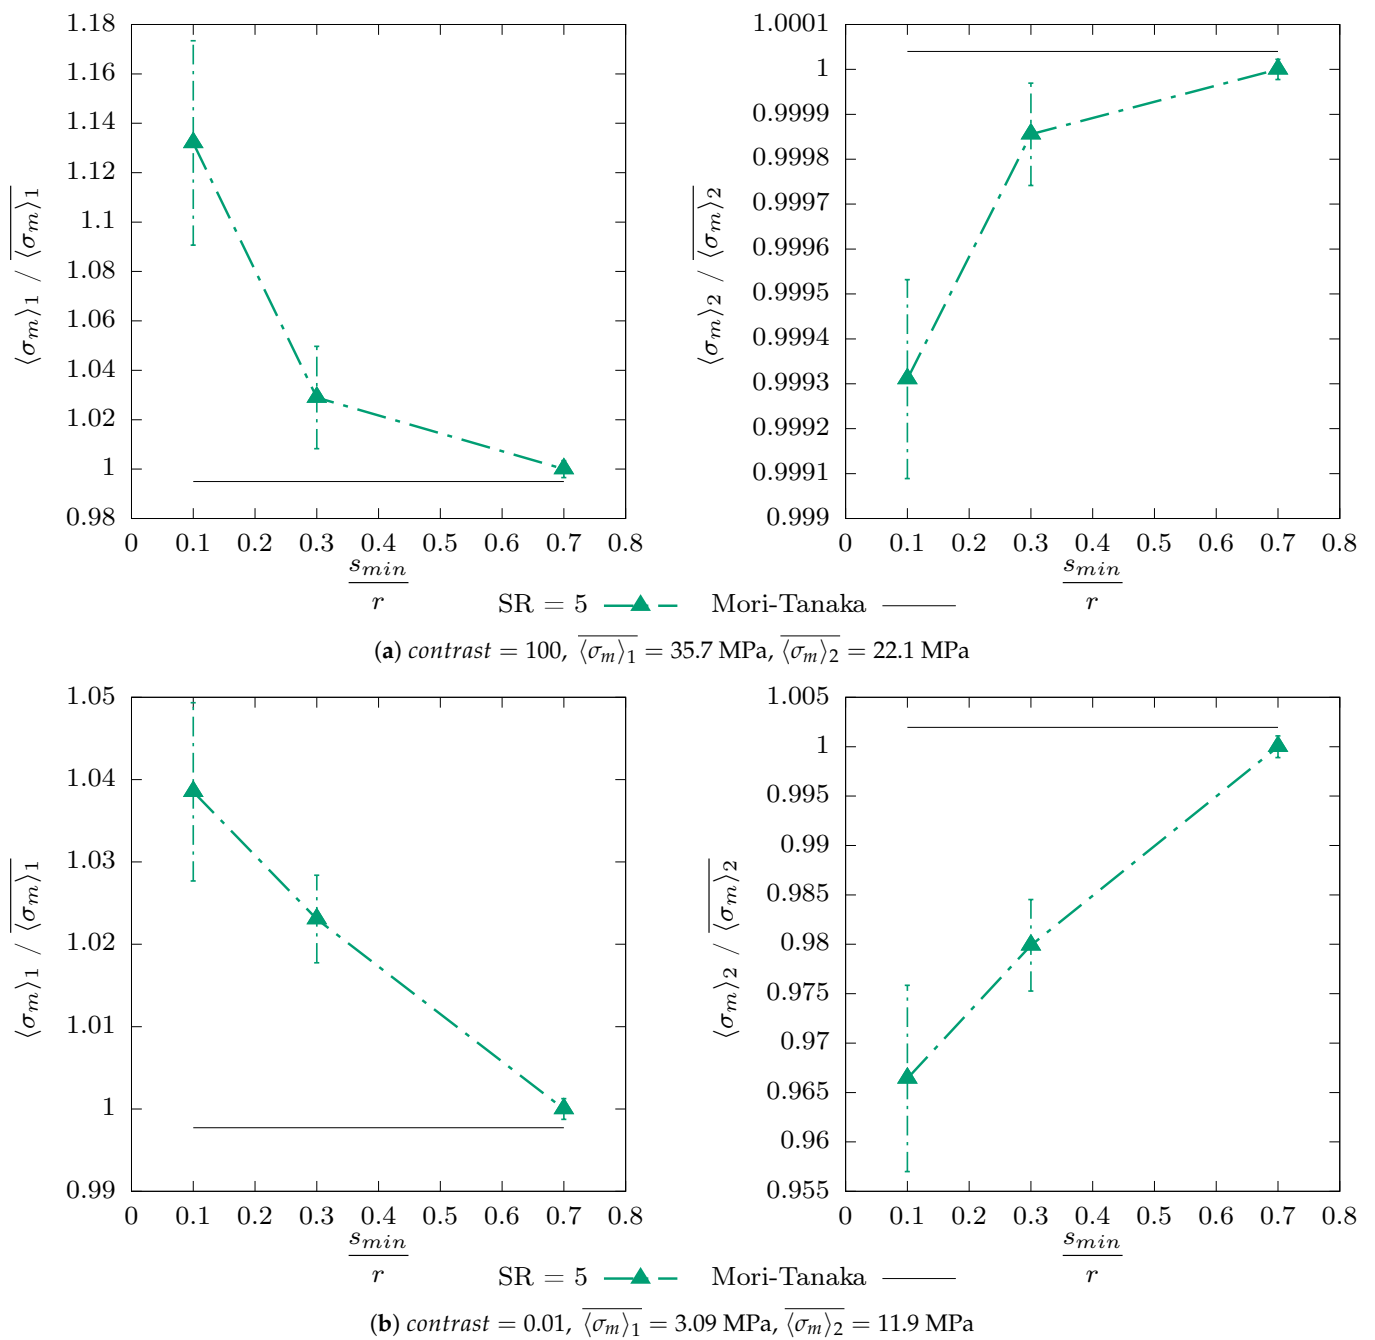 1.18
1.16
1.14
1.12
1.1
1.08
1.06
1.04
1.02
1
0.98
⟨σm⟩1 / ⟨σm⟩1
0 0.1 0.2 0.3 0.4 0.5 0.6 0.7 0.8
smin
r
1.0001
1
0.9999
0.9998
0.9997
0.9996
0.9995
0.9994
0.9993
0.9992
0.9991
0.999
⟨σm⟩2 / ⟨σm⟩2
0 0.1 0.2 0.3 0.4 0.5 0.6 0.7 0.8
smin
r
SR = 5 Mori-Tanaka
(a) contrast = 100, ⟨σm⟩1 = 35.7 MPa, ⟨σm⟩2 = 22.1 MPa
1.05
1.04
1.03
1.02
1.01
1
0.99
⟨σm⟩1 / ⟨σm⟩1
0 0.1 0.2 0.3 0.4 0.5 0.6 0.7 0.8
smin
r
1.005
1
0.995
0.99
0.985
0.98
0.975
0.97
0.965
0.96
0.955
⟨σm⟩2 / ⟨σm⟩2
0 0.1 0.2 0.3 0.4 0.5 0.6 0.7 0.8
smin
r
SR = 5 Mori-Tanaka
(b) contrast = 0.01, ⟨σm⟩1 = 3.09 MPa, ⟨σm⟩2 = 11.9 MPa